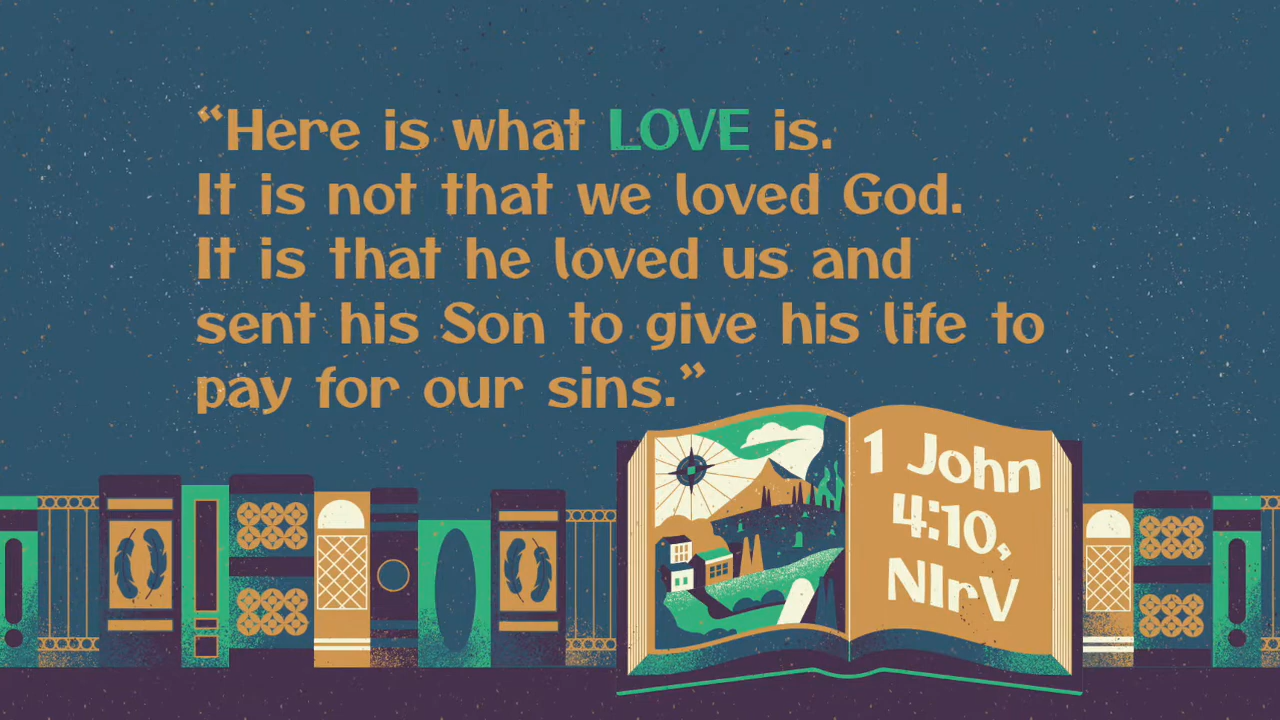 “Here is what LOVE is.
It is not that we loved God.
It is that he loved us and
sent his Son to give his life to
pay for our sins.”
1 John
4:10,
NIrV